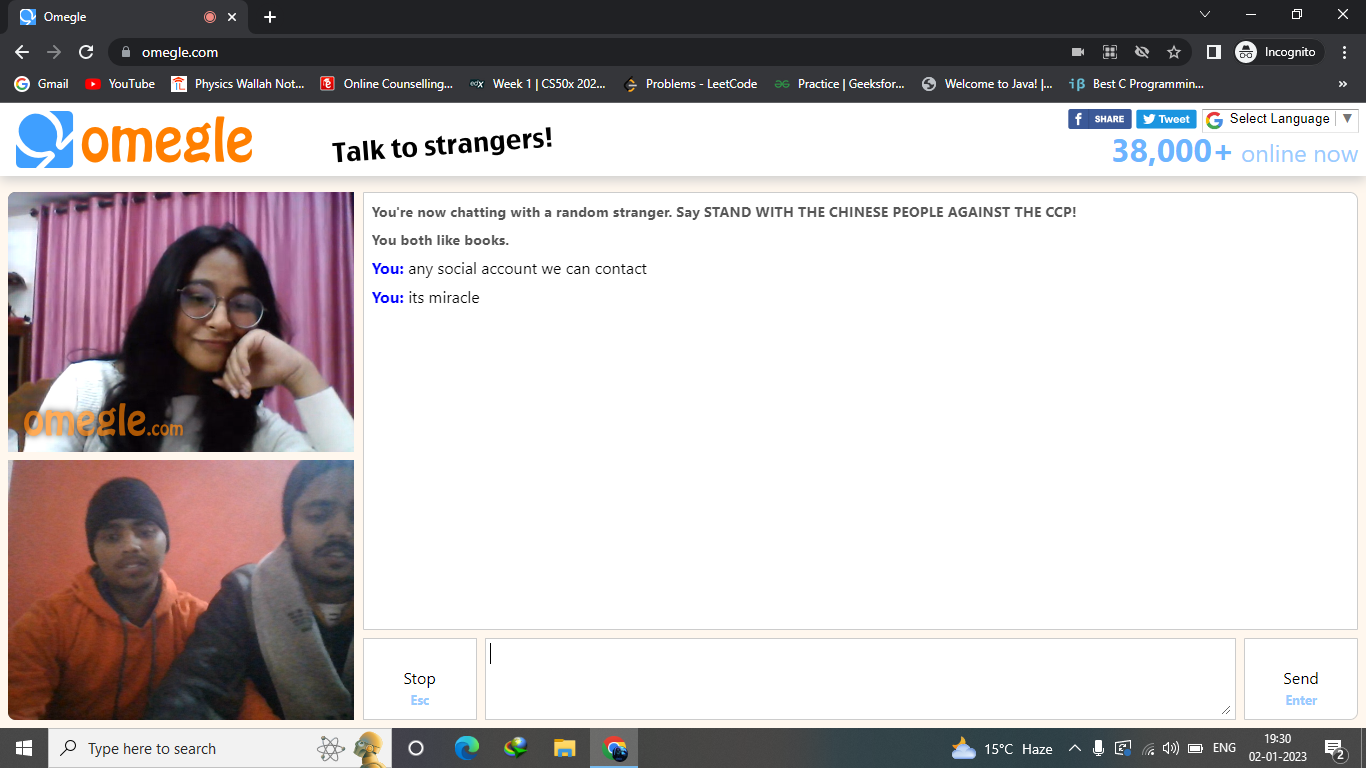 Omegle
omegle.com
Incognito
Gmail
YouTube
Physics Wallah Not...
Online Counselling...
edX
Week 1 | CS50x 202...
Problems - LeetCode
Practice | Geeksfor...
Welcome to Java! |...
Best C Programmin...
»
omegle
Talk to strangers!
f SHARE
Tweet
Select Language
38,000+ online now
You're now chatting with a random stranger. Say STAND WITH THE CHINESE PEOPLE AGAINST THE CCP!
You both like books.
You: any social account we can contact
You: its miracle
omegle.com
Stop
Esc
Send
Enter
Type here to search
15°C Haze
ENG
19:30
02-01-2023
2